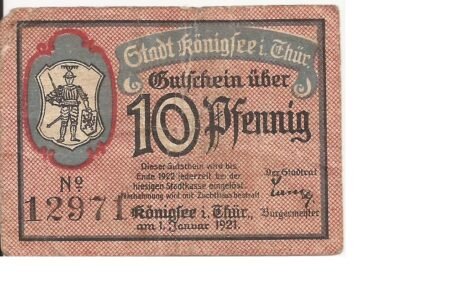 Stadt Königsee i. Thür.
Gutschein über
10 Pfennig
Dieser Gutschein wird bis
Ende 1922 jederzeit bei der
hiesigen Stadtkasse eingelöst.
Nachahmung wird mit Zuchthaus bestraft.
Königsee i. Thür.,
am 1. Januar 1921.
Der Stadtrat
Bürgermeister
No
12971